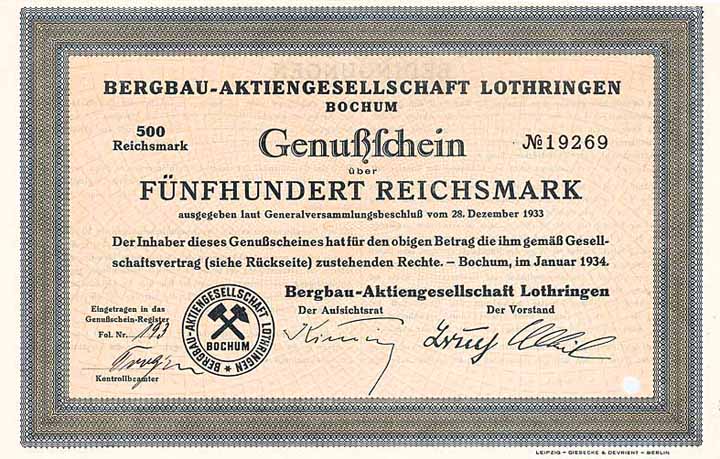 BERGBAU-AKTIENGESELLSCHAFT LOTHRINGEN
BOCHUM
500
Reichsmark
Genußschein
№ 19269
über
FÜNFHUNDERT REICHSMARK
ausgegeben laut Generalversammlungsbeschluß vom 28. Dezember 1933
Der Inhaber dieses Genußscheines hat für den obigen Betrag die ihm gemäß Gesell-
schaftsvertrag (siehe Rückseite) zustehenden Rechte. – Bochum, im Januar 1934.
Bergbau-Aktiengesellschaft Lothringen
Der Aufsichtsrat
Der Vorstand
Eingetragen in das
Genußschein-Register
Fol. Nr. 193
Kontrollbeamter
BERGBAU-AKTIENGESELLSCHAFT LOTHRINGEN
BOCHUM
LEIPZIG – GIESECKE & DEVRIENT – BERLIN